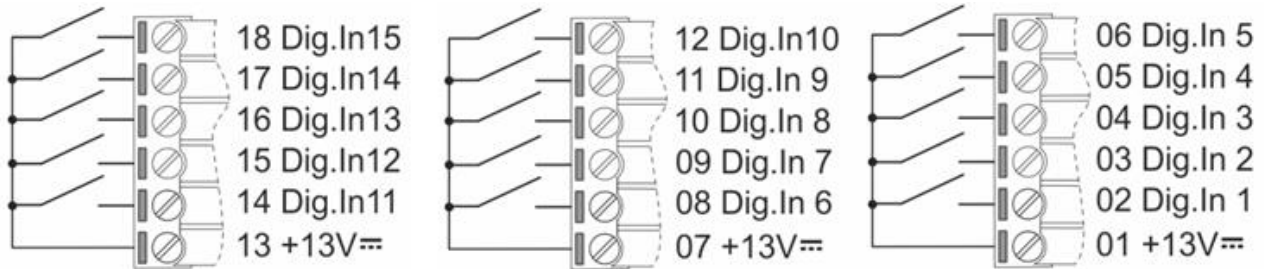 18 Dig.In15
17 Dig.In14
16 Dig.In13
15 Dig.In12
14 Dig.In11
13 +13V⎓
12 Dig.In10
11 Dig.In 9
10 Dig.In 8
09 Dig.In 7
08 Dig.In 6
07 +13V⎓
06 Dig.In 5
05 Dig.In 4
04 Dig.In 3
03 Dig.In 2
02 Dig.In 1
01 +13V⎓